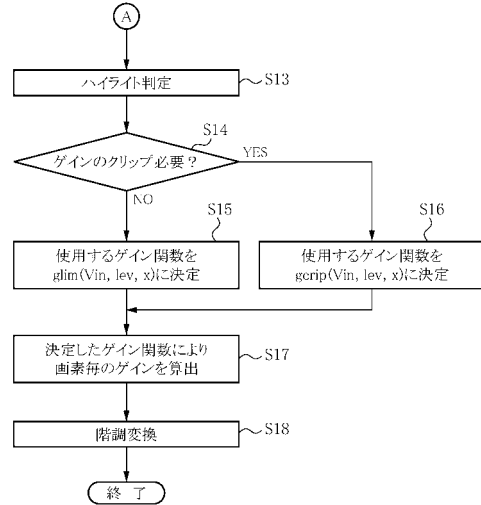 A
ハイライト判定
S13
S14
ゲインのクリップ必要？
YES
NO
S15
使用するゲイン関数を
glim(Vin, lev, x)に決定
S16
使用するゲイン関数を
gcrip(Vin, lev, x)に決定
決定したゲイン関数により
画素毎のゲインを算出
S17
階調変換
S18
終了